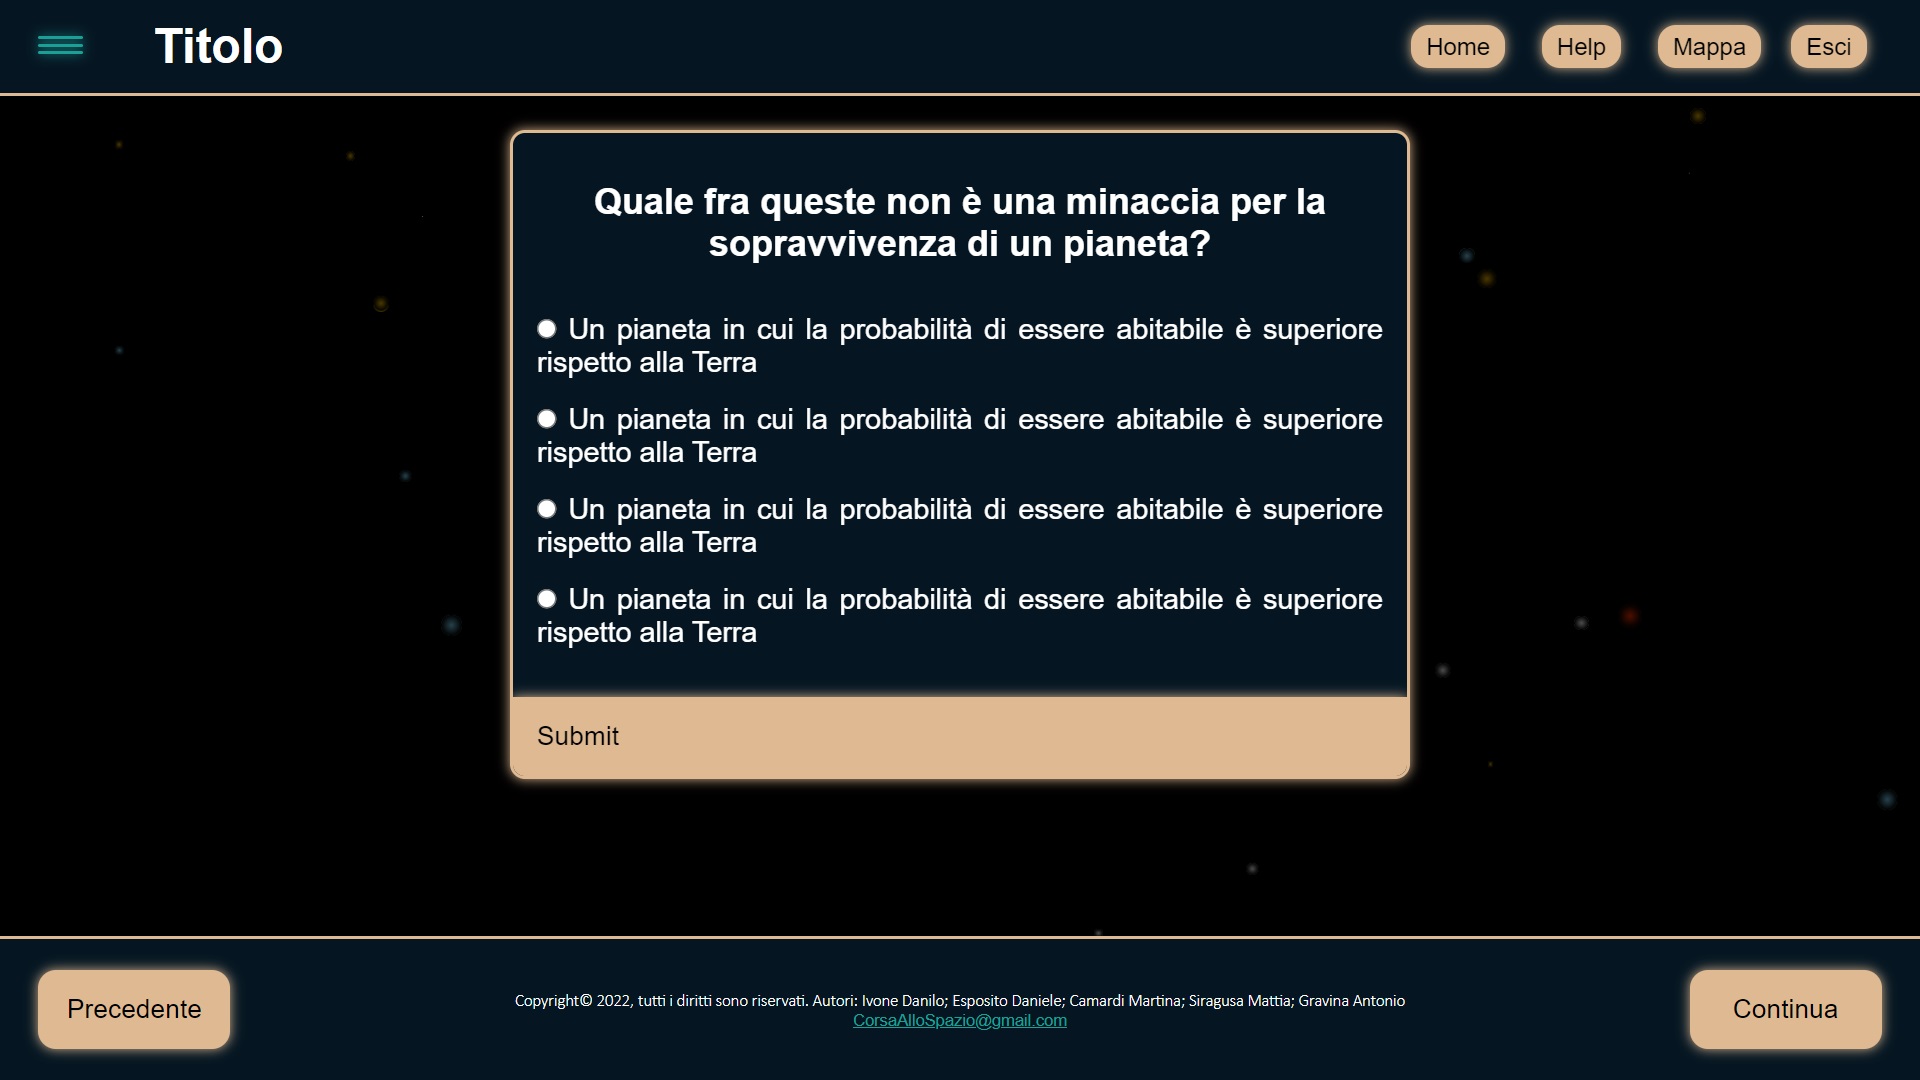 Titolo
Home
Help
Mappa
Esci
Quale fra queste non è una minaccia per la
sopravvivenza di un pianeta?
Un pianeta in cui la probabilità di essere abitabile è superiore
rispetto alla Terra
Un pianeta in cui la probabilità di essere abitabile è superiore
rispetto alla Terra
Un pianeta in cui la probabilità di essere abitabile è superiore
rispetto alla Terra
Un pianeta in cui la probabilità di essere abitabile è superiore
rispetto alla Terra
Submit
Precedente
Copyright© 2022, tutti i diritti sono riservati. Autori: Ivone Danilo; Esposito Daniele; Camardi Martina; Siragusa Mattia; Gravina Antonio
CorsaAlloSpazio@gmail.com
Continua